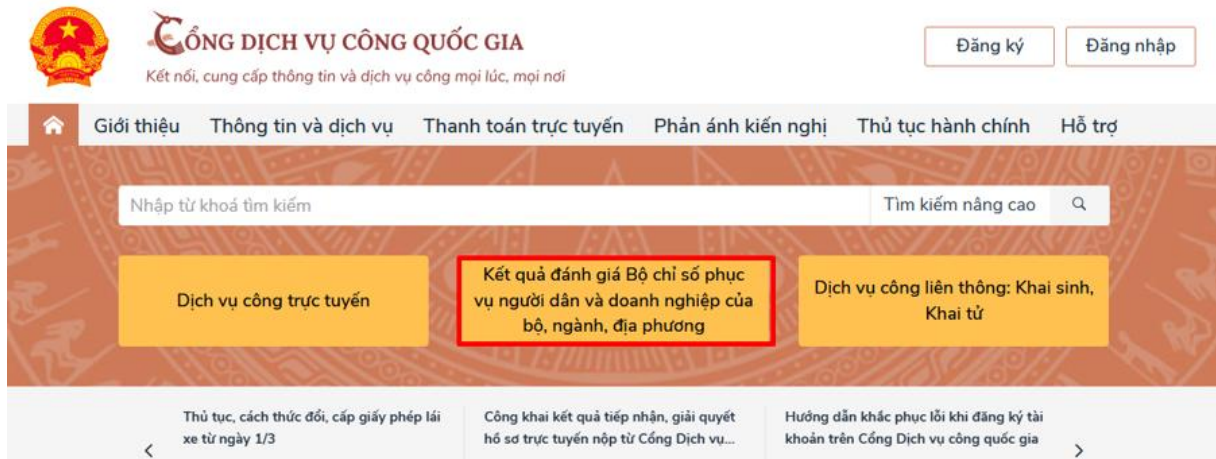 CỔNG DỊCH VỤ CÔNG QUỐC GIA
Kết nối, cung cấp thông tin và dịch vụ công mọi lúc, mọi nơi
Đăng ký
Đăng nhập
Giới thiệu
Thông tin và dịch vụ
Thanh toán trực tuyến
Phản ánh kiến nghị
Thủ tục hành chính
Hỗ trợ
Nhập từ khoá tìm kiếm
Tìm kiếm nâng cao
Dịch vụ công trực tuyến
Kết quả đánh giá Bộ chỉ số phục
vụ người dân và doanh nghiệp của
bộ, ngành, địa phương
Dịch vụ công liên thông: Khai sinh,
Khai tử
Thủ tục, cách thức đổi, cấp giấy phép lái
xe từ ngày 1/3
Công khai kết quả tiếp nhận, giải quyết
hồ sơ trực tuyến nộp từ Cổng Dịch vụ...
Hướng dẫn khắc phục lỗi khi đăng ký tài
khoản trên Cổng Dịch vụ công quốc gia